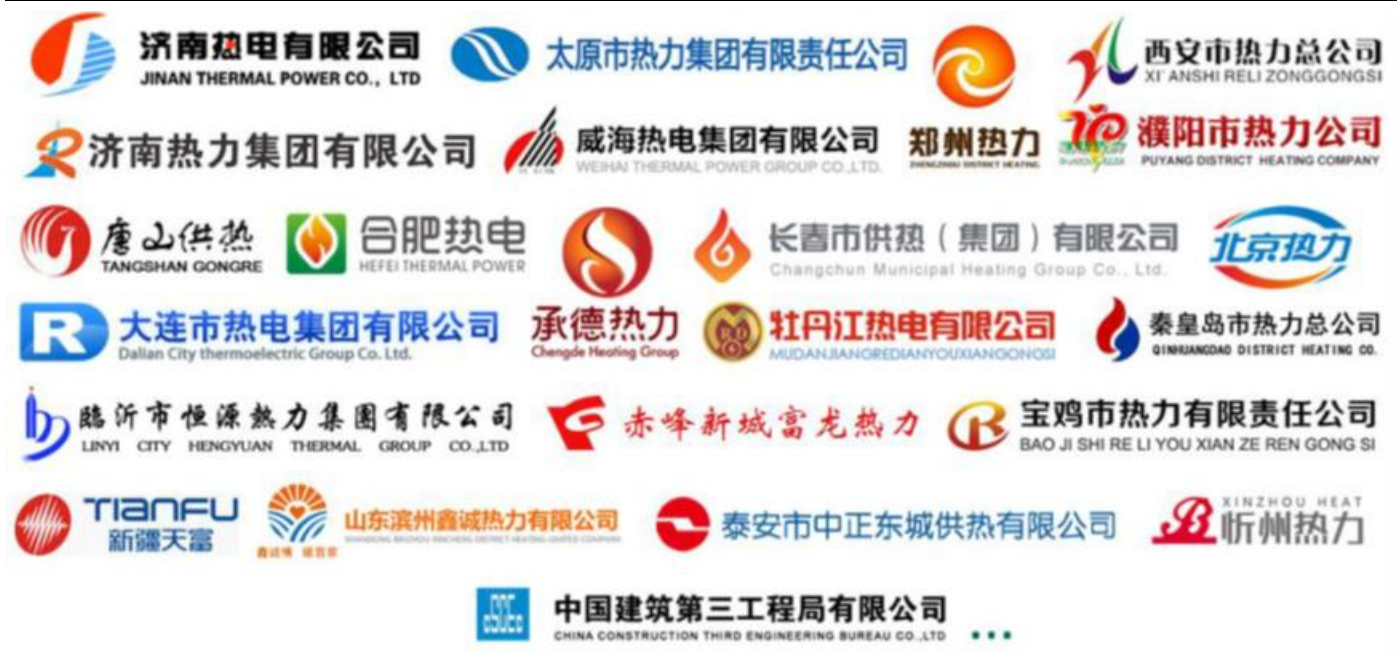 济南热电有限公司
JINAN THERMAL POWER CO., LTD
太原市热力集团有限责任公司
西安市热力总公司
XI' ANSHI RELI ZONGGONGSI
济南热力集团有限公司
威海热电集团有限公司
WEIHAI THERMAL POWER GROUP CO.,LTD.
郑州热力
ZHENGZHOU DISTRICT HEATING
濮阳市热力公司
PUYANG DISTRICT HEATING COMPANY
唐山供热
TANGSHAN GONGRE
合肥热电
HEFEI THERMAL POWER
承德热力
Chengde Heating Group
长春市供热（集团）有限公司
Changchun Municipal Heating Group Co., Ltd.
北京热力
R
大连市热电集团有限公司
Dalian City thermoelectric Group Co. Ltd.
牡丹江热电有限公司
MUDANJIANGREDIANYOUXIANGONGSI
秦皇岛市热力总公司
QINHUANGDAO DISTRICT HEATING CO.
臨沂市恒源熱力集團有限公司
LINYI CITY HENGYUAN THERMAL GROUP CO.,LTD
赤峰新城富龙热力
宝鸡市热力有限责任公司
BAO JI SHI RE LI YOU XIAN ZE REN GONG SI
TIANFU
新疆天富
山东滨州鑫诚热力有限公司
SHANDONG BINZHOU XINCHENG DISTRICT HEATING LIMITED COMPANY
泰安市中正东城供热有限公司
XINZHOU HEAT
忻州热力
中国建筑第三工程局有限公司
CHINA CONSTRUCTION THIRD ENGINEERING BUREAU CO.,LTD